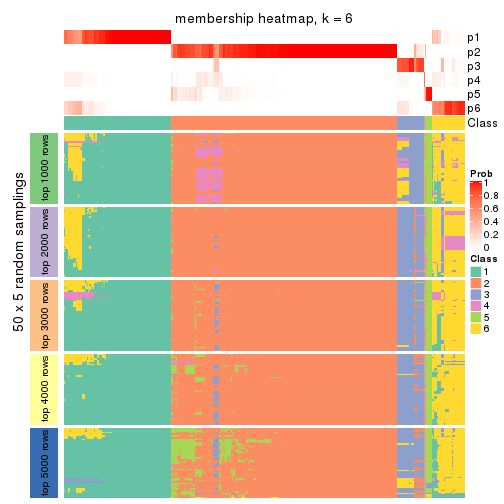 membership heatmap, k = 6
p1
p2
p3
p4
p5
p6
Class
50 x 5 random samplings
top 1000 rows
top 2000 rows
top 3000 rows
top 4000 rows
top 5000 rows
Prob
1
0.8
0.6
0.4
0.2
0
Class
1
2
3
4
5
6